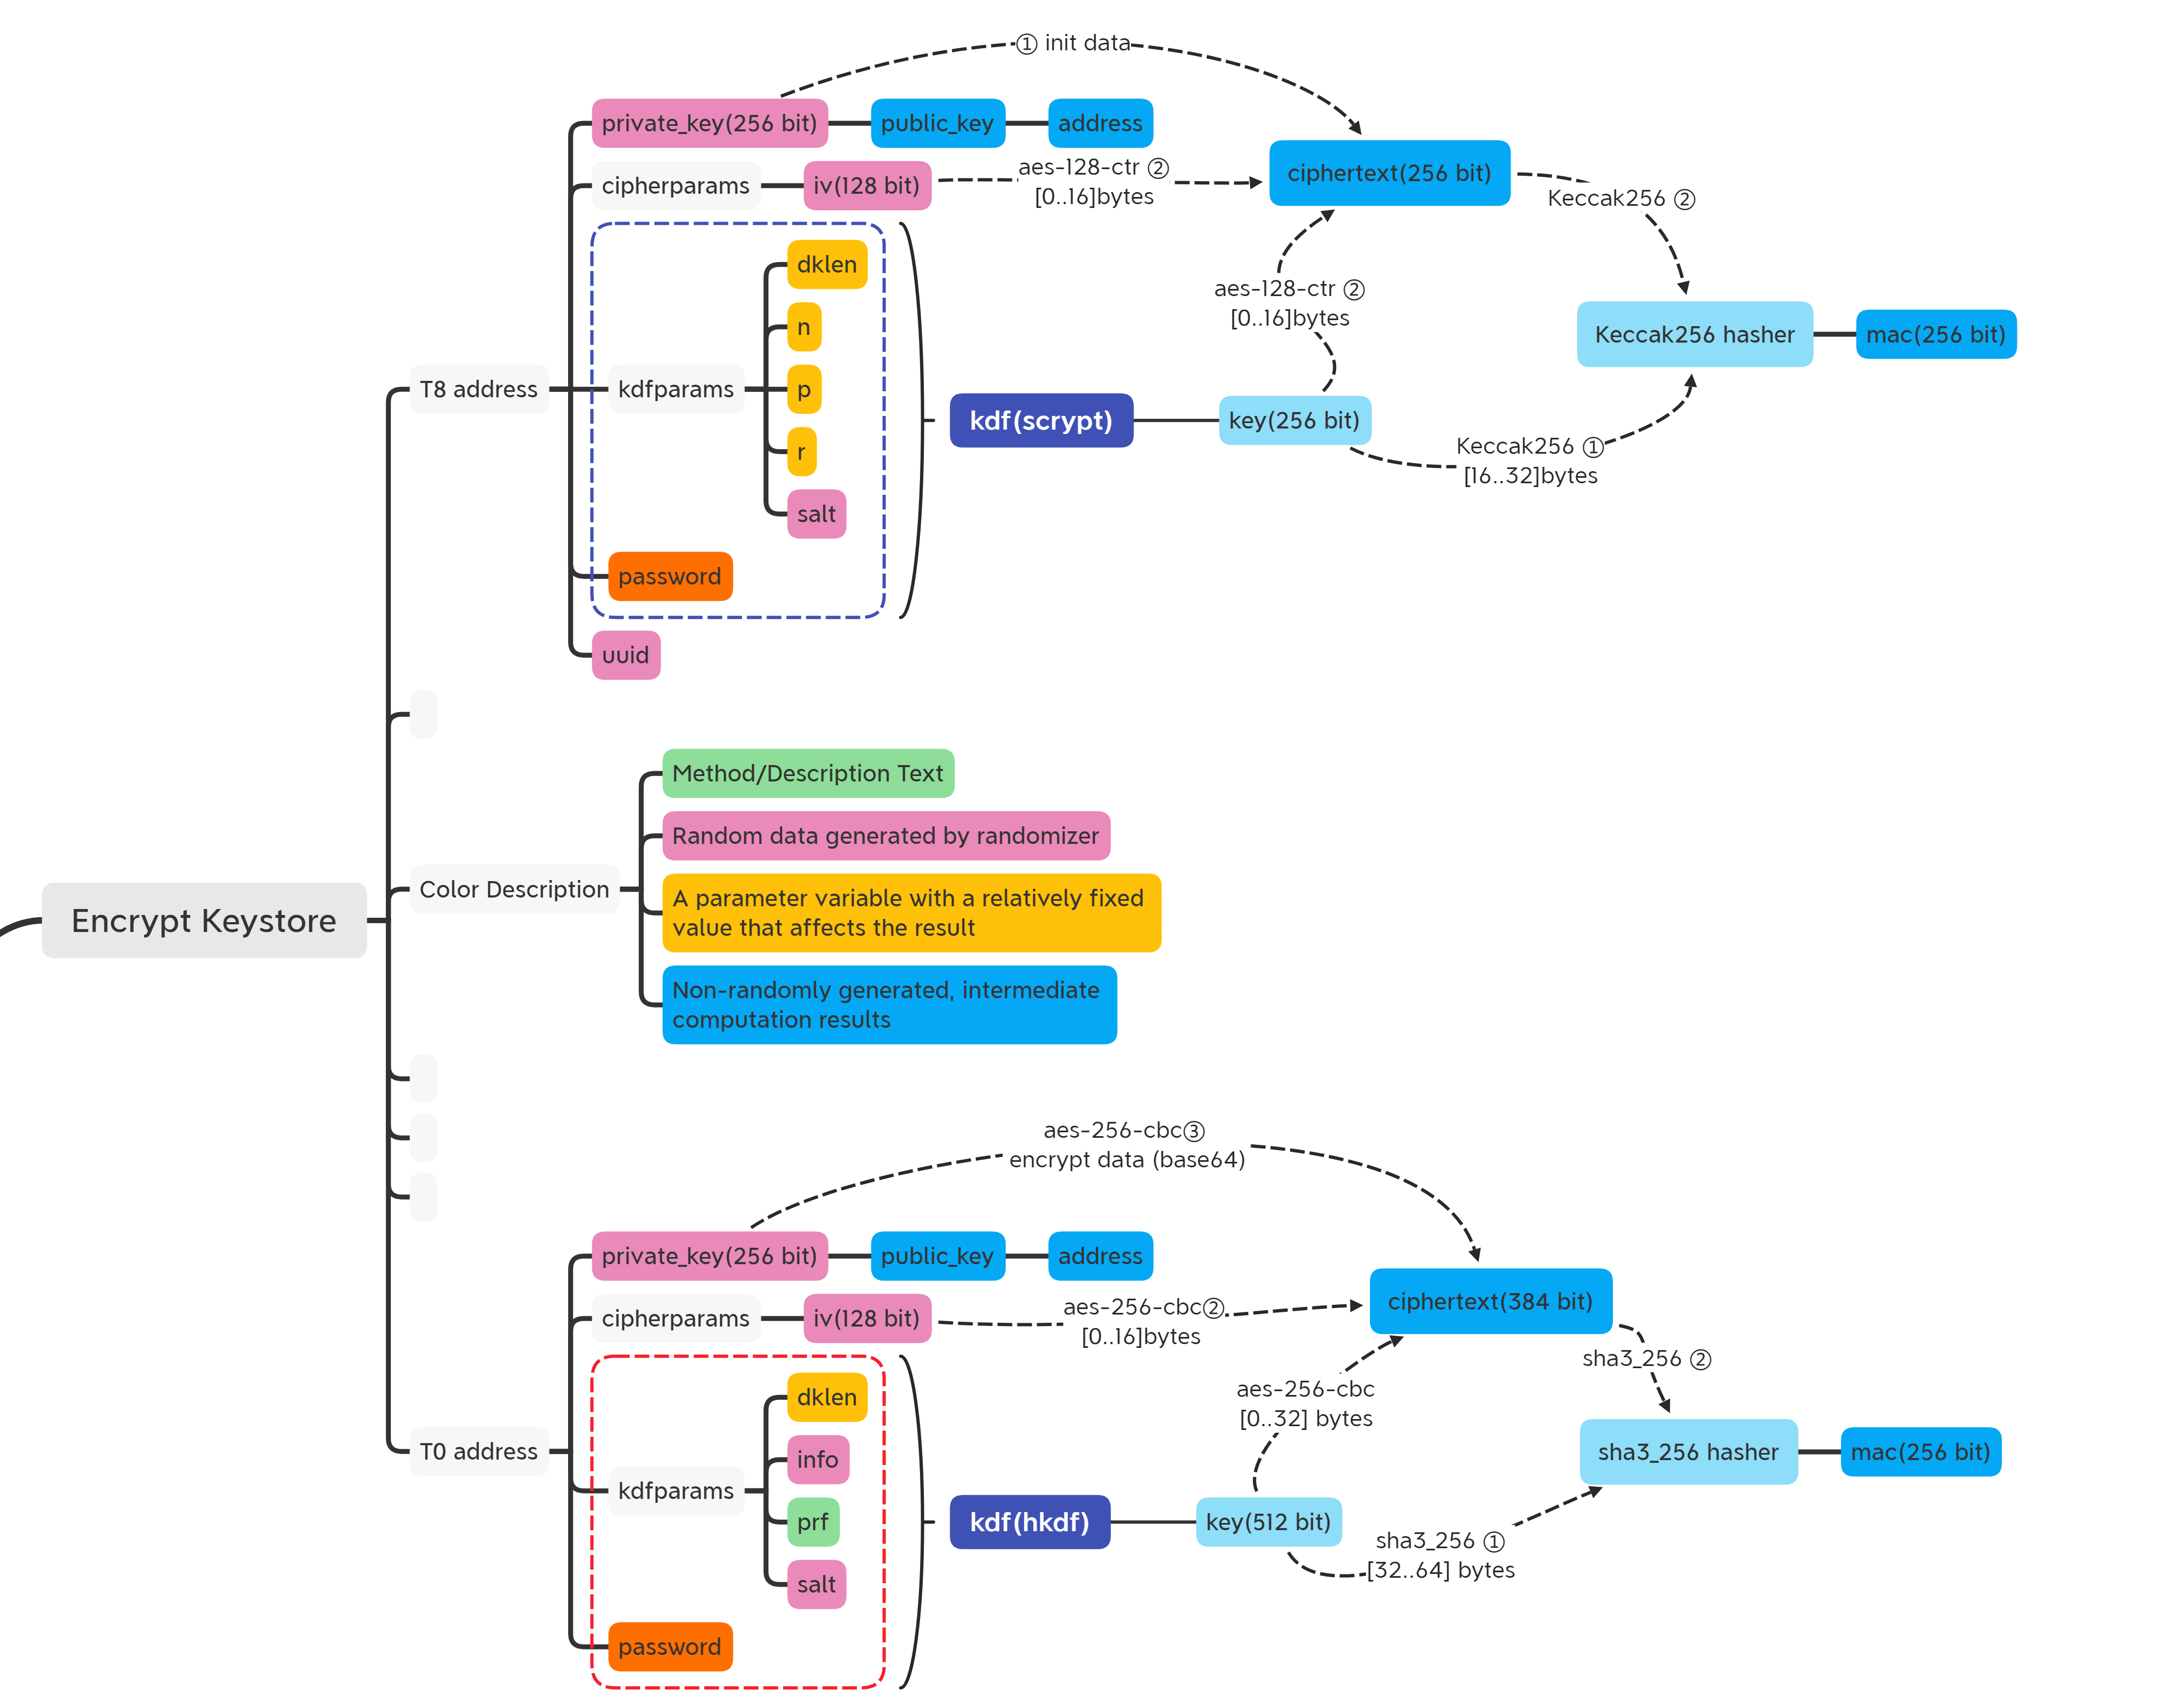 ① init data
private_key(256 bit)
public_key
address
cipherparams
iv(128 bit)
aes-128-ctr ②
[0..16]bytes
ciphertext(256 bit)
Keccak256 ②
dklen
n
p
r
salt
kdfparams
T8 address
password
uuid
aes-128-ctr ②
[0..16]bytes
kdf(scrypt)
key(256 bit)
Keccak256 ①
[16..32]bytes
Keccak256 hasher
mac(256 bit)
Encrypt Keystore
Color Description
Method/Description Text
Random data generated by randomizer
A parameter variable with a relatively fixed
value that affects the result
Non-randomly generated, intermediate
computation results
aes-256-cbc③
encrypt data (base64)
private_key(256 bit)
public_key
address
cipherparams
iv(128 bit)
aes-256-cbc②
[0..16]bytes
ciphertext(384 bit)
sha3_256 ②
T0 address
kdfparams
dklen
info
prf
salt
password
aes-256-cbc
[0..32] bytes
kdf(hkdf)
key(512 bit)
sha3_256 ①
[32..64] bytes
sha3_256 hasher
mac(256 bit)